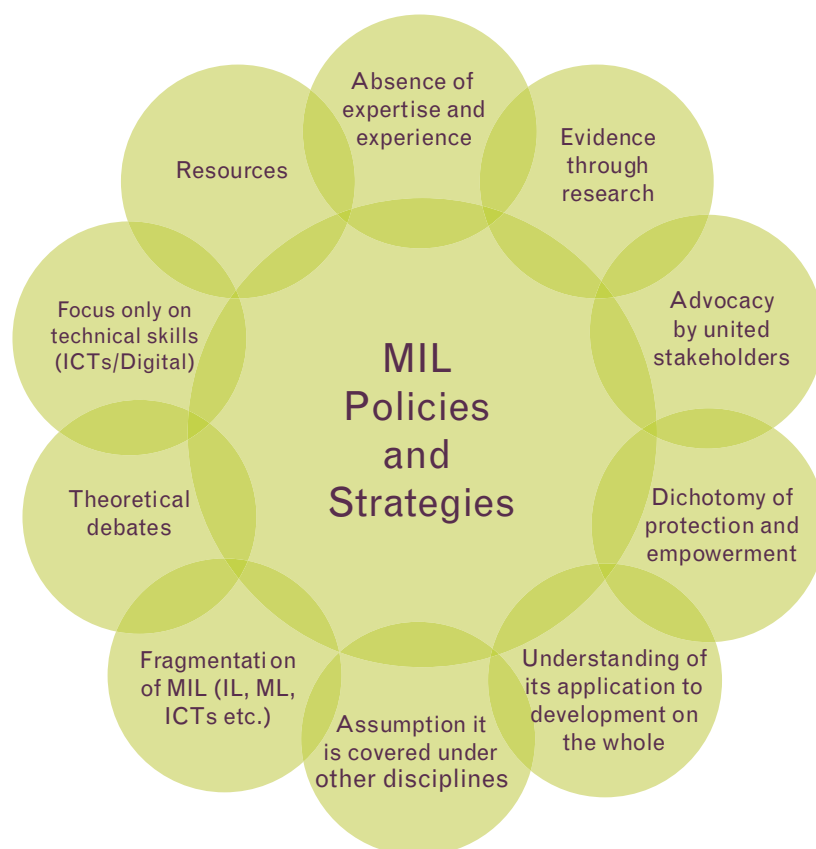 Absence of
expertise and
experience
Evidence
through
research
Advocacy
by united
stakeholders
Dichotomy of
protection and
empowerment
Understanding of
its application to
development on
the whole
Assumption it
is covered under
other disciplines
Fragmentation
of MIL (IL, ML,
ICTs etc.)
Theoretical
debates
Focus only on
technical skills
(ICTs/Digital)
Resources
MIL
Policies
and
Strategies